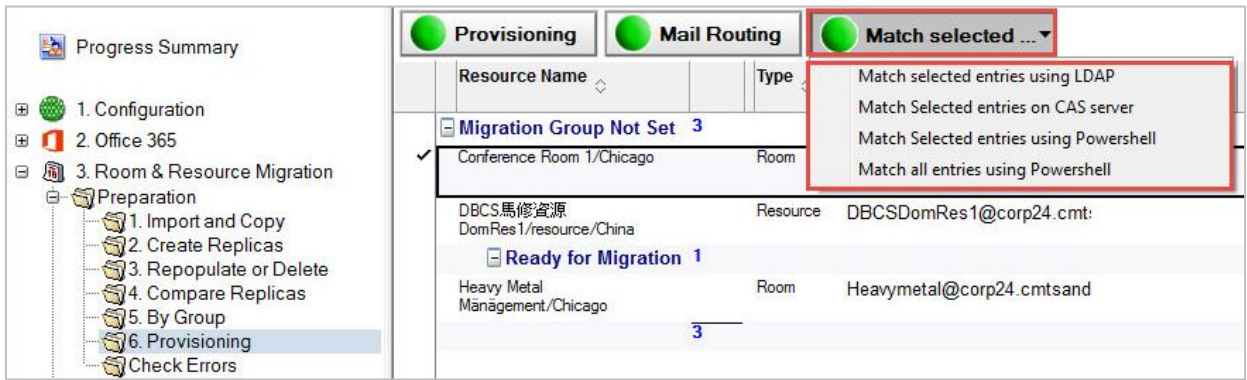 Progress Summary
1. Configuration
2. Office 365
3. Room & Resource Migration
Preparation
1. Import and Copy
2. Create Replicas
3. Repopulate or Delete
4. Compare Replicas
5. By Group
6. Provisioning
Check Errors
Provisioning Mail Routing Match selected ...
Resource Name Type
Match selected entries using LDAP
Match Selected entries on CAS server
Match Selected entries using Powershell
Match all entries using Powershell
Migration Group Not Set 3
Conference Room 1/Chicago Room
DBCS馬修資源 Resource DBCSDomRes1@corp24.cmt
DomRes1/resource/China
Ready for Migration 1
Heavy Metal Room Heavymetal@corp24.cmtsand
Mänägement/Chicago
3